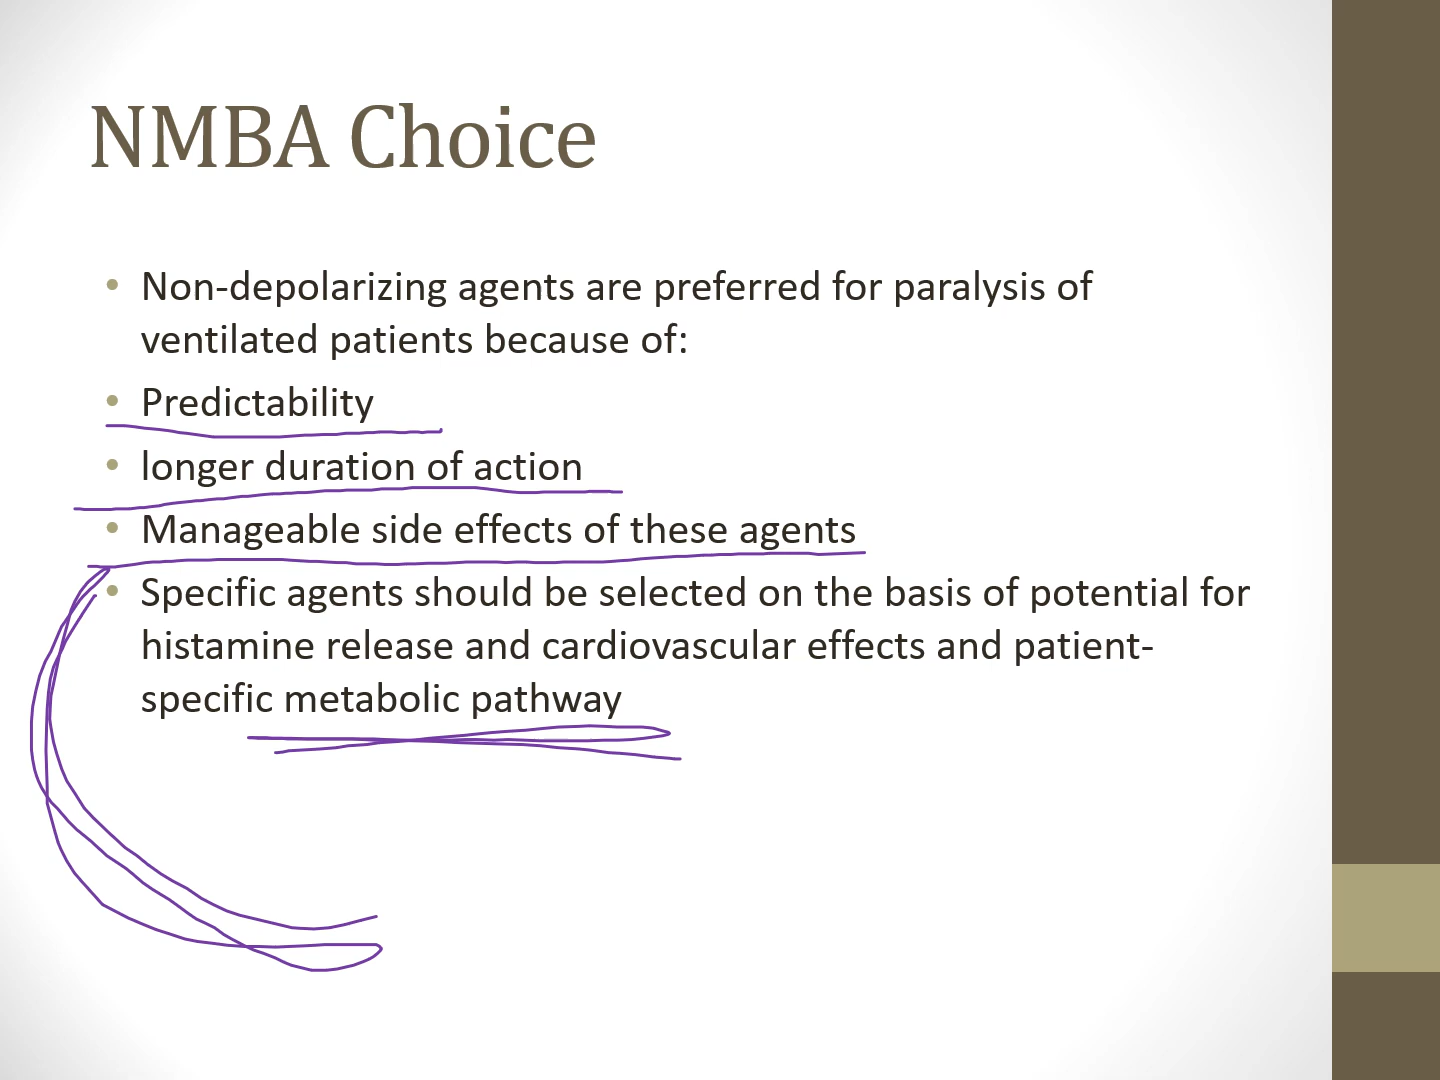 NMBA Choice
• Non-depolarizing agents are preferred for paralysis of
ventilated patients because of:
• Predictability
• longer duration of action
• Manageable side effects of these agents
• Specific agents should be selected on the basis of potential for
histamine release and cardiovascular effects and patient-
specific metabolic pathway